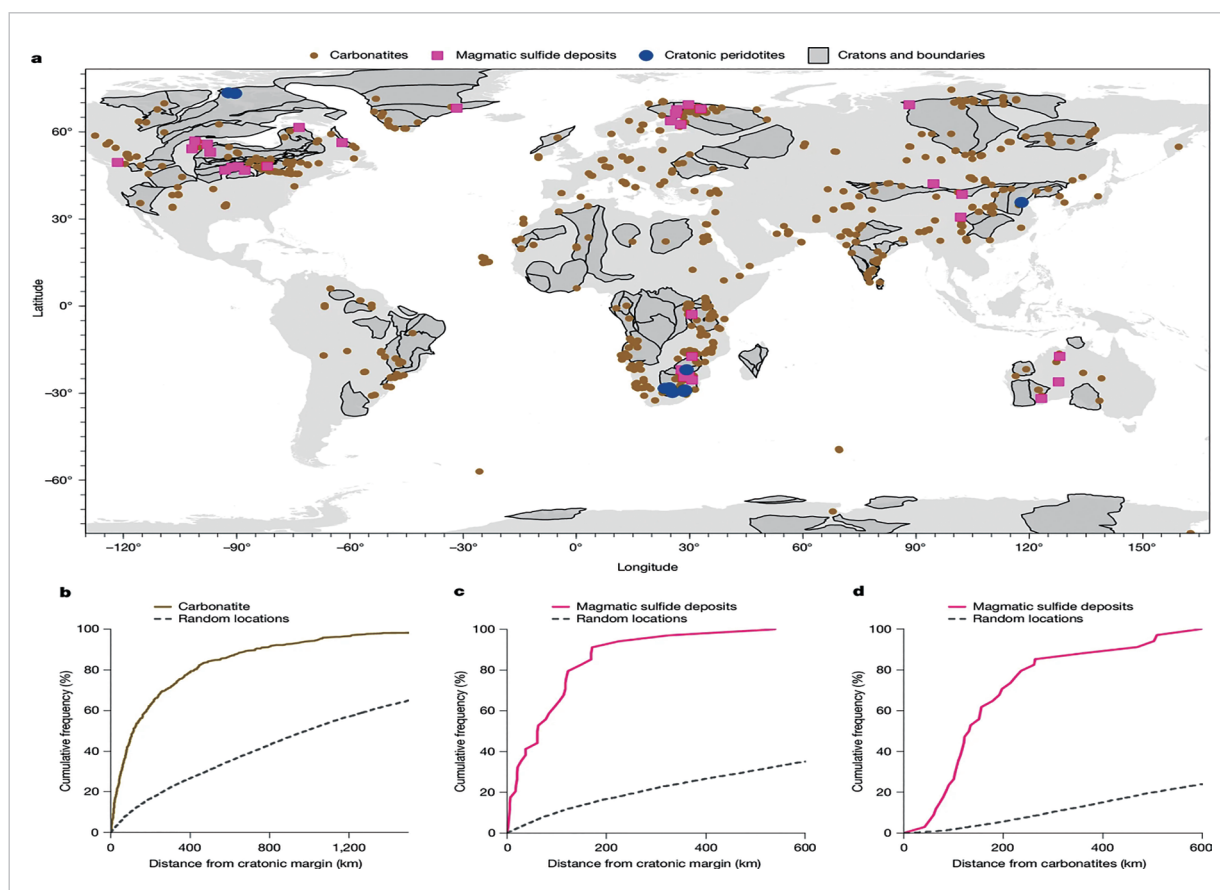 a
Carbonatites Magmatic sulfide deposits Cratonic peridotites Cratons and boundaries
60°
30°
0°
−30°
−60°
Latitude
−120° −90° −60° −30° 0° 30° 60° 90° 120° 150°
Longitude
b
Carbonatite
Random locations
100
80
60
40
20
0
Cumulative frequency (%)
0 400 800 1,200
Distance from cratonic margin (km)
c
Magmatic sulfide deposits
Random locations
100
80
60
40
20
0
Cumulative frequency (%)
0 200 400 600
Distance from cratonic margin (km)
d
Magmatic sulfide deposits
Random locations
100
80
60
40
20
0
Cumulative frequency (%)
0 200 400 600
Distance from carbonatites (km)